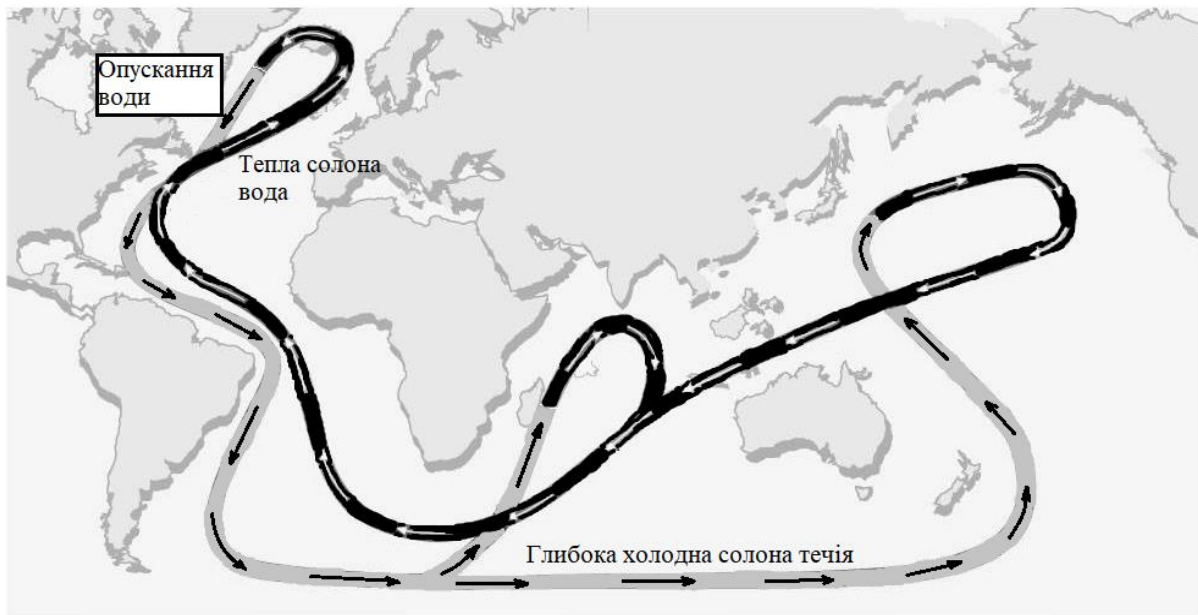 Опускання
води
Тепла солона
вода
Глибока холодна солона течія